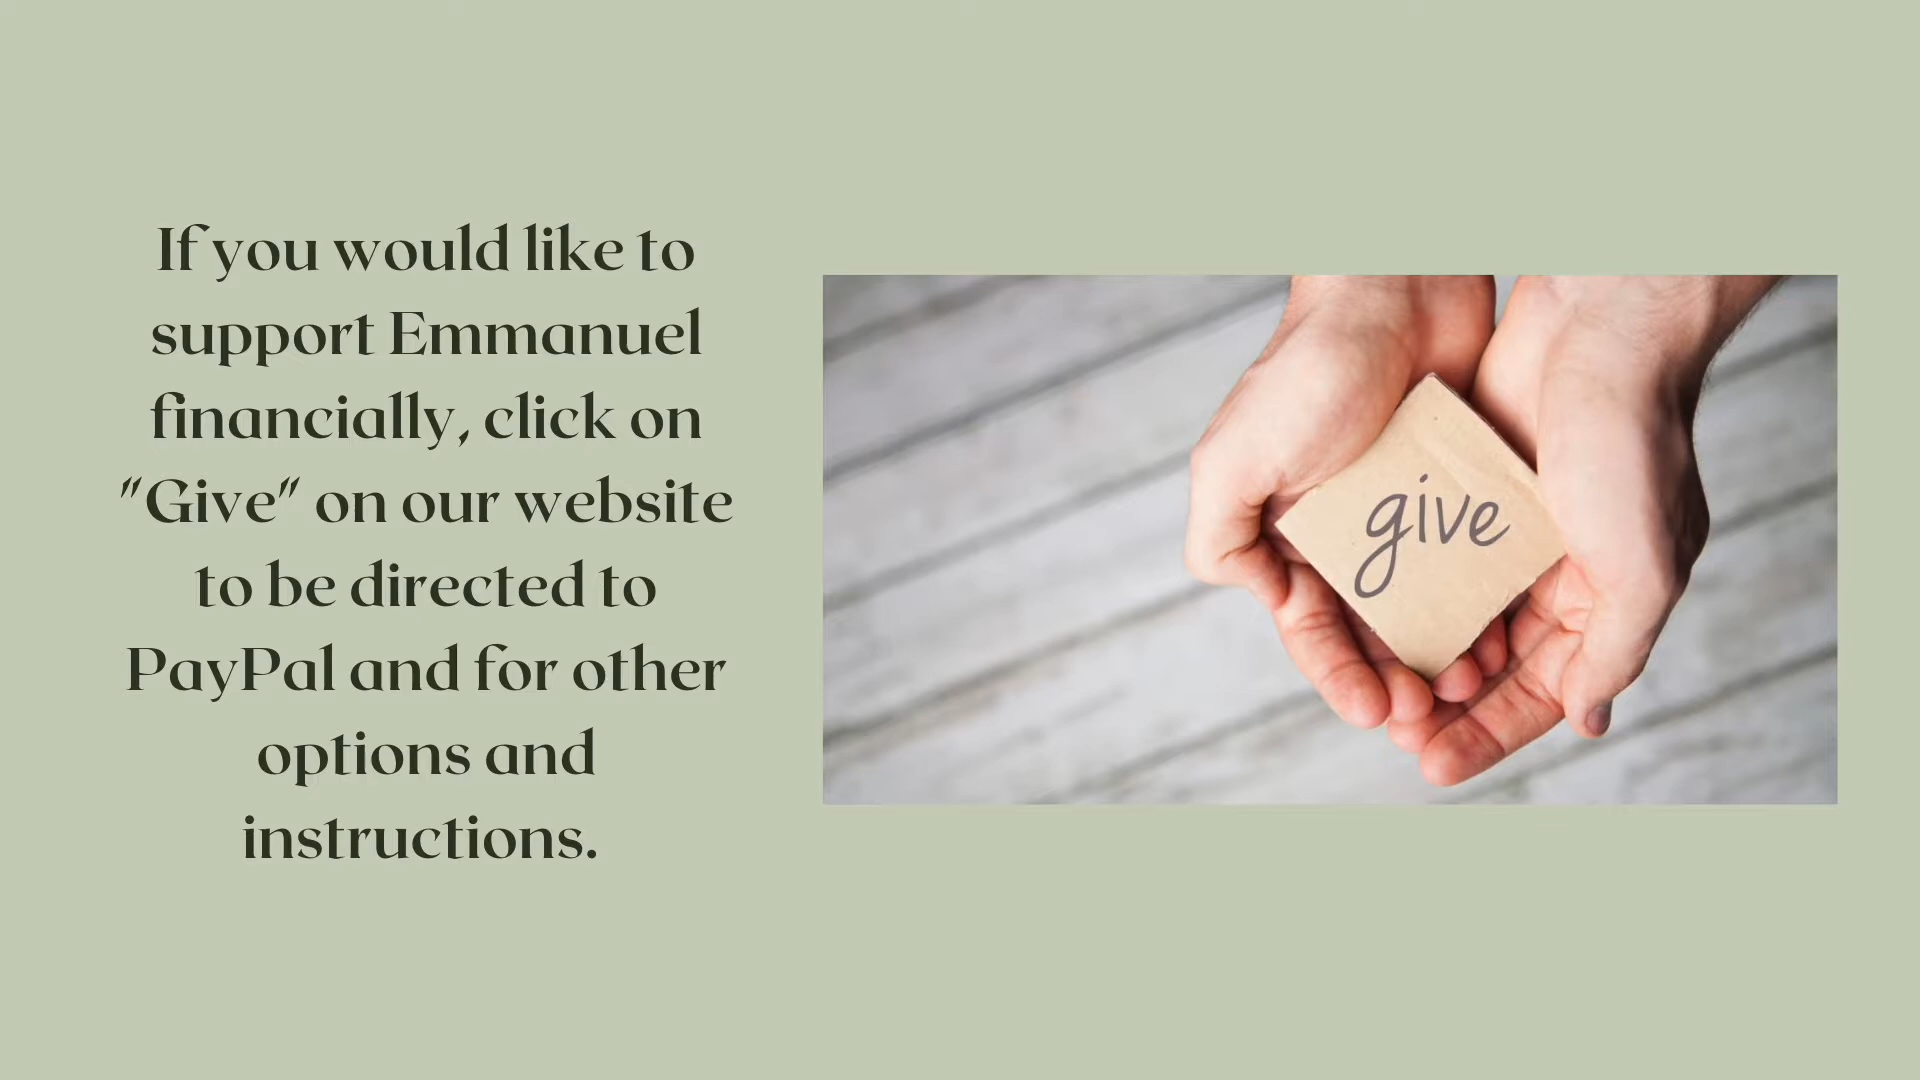 If you would like to
support Emmanuel
financially, click on
"Give" on our website
to be directed to
PayPal and for other
options and
instructions.
give